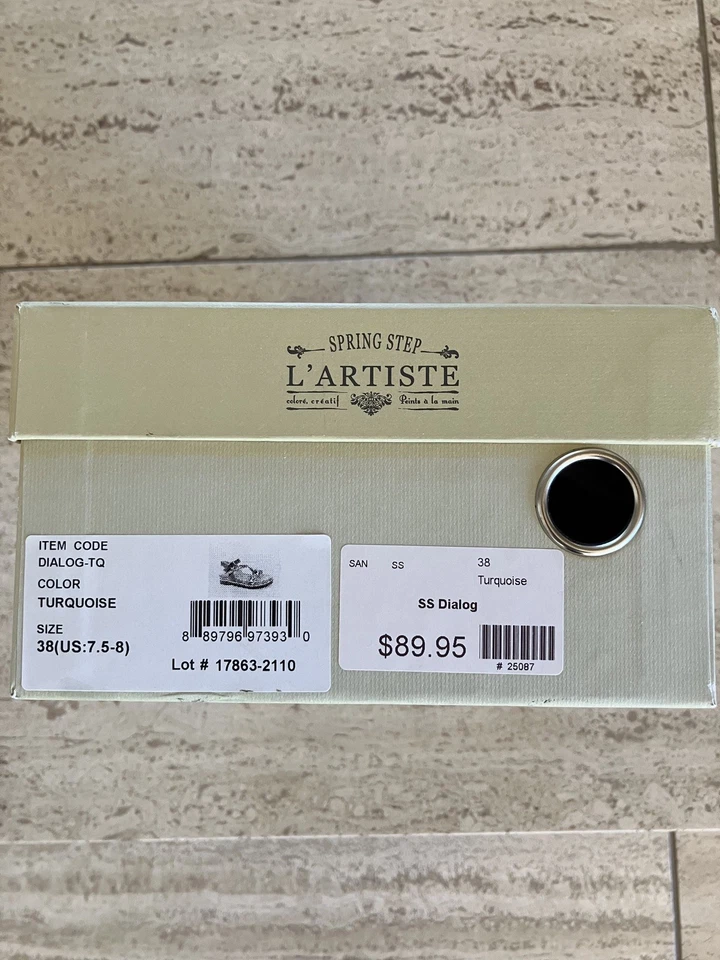 SPRING STEP
L'ARTISTE
coloré, créatif Peints à la main
ITEM CODE
DIALOG-TQ
COLOR
TURQUOISE
SIZE
38(US:7.5-8)
8 89796 97393 0
Lot # 17863-2110
SAN SS 38
Turquoise
SS Dialog
$89.95
# 25087